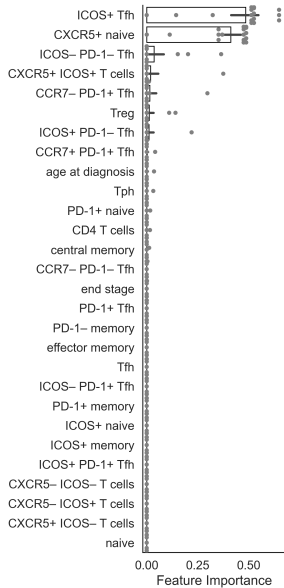 ICOS+ Tfh
CXCR5+ naive
ICOS– PD-1– Tfh
CXCR5+ ICOS+ T cells
CCR7– PD-1+ Tfh
Treg
ICOS+ PD-1– Tfh
CCR7+ PD-1+ Tfh
age at diagnosis
Tph
PD-1+ naive
CD4 T cells
central memory
CCR7– PD-1– Tfh
end stage
PD-1+ Tfh
PD-1– memory
effector memory
Tfh
ICOS– PD-1+ Tfh
PD-1+ memory
ICOS+ naive
ICOS+ memory
ICOS+ PD-1+ Tfh
CXCR5– ICOS– T cells
CXCR5– ICOS+ T cells
CXCR5+ ICOS– T cells
naive
0.00 0.25 0.50
Feature Importance